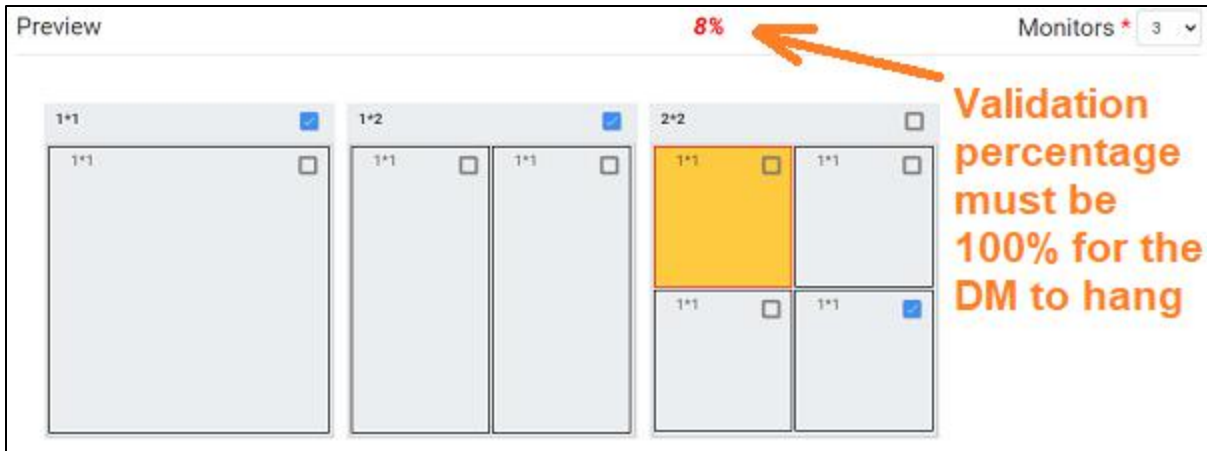 Preview 8% Monitors * 3
Validation
percentage
must be
100% for the
DM to hang
1*1 1*2 2*2
1*1 1*1 1*1 1*1 1*1
1*1 1*1